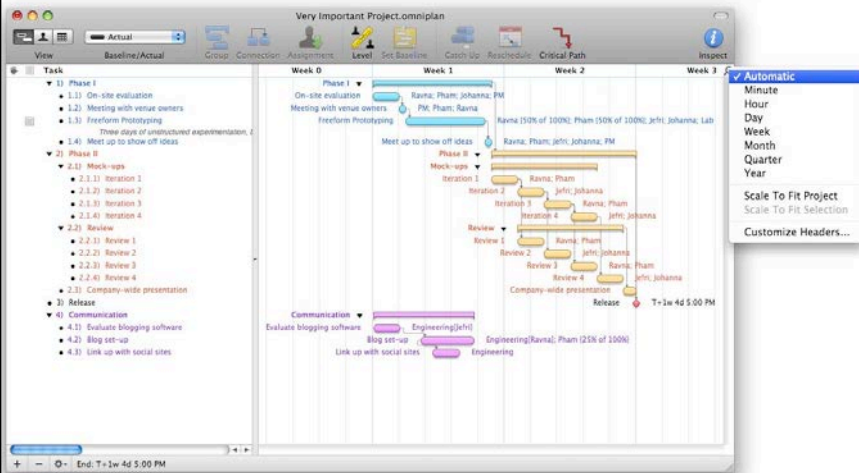 Very Important Project.omniplan
Actual
View Baseline/Actual Group Connection Assignment Level Set Baseline Catch Up Reschedule Critical Path Inspect
Task
1) Phase I
1.1) On-site evaluation
1.2) Meeting with venue owners
1.3) Freeform Prototyping
Three days of unstructured experimentation,
1.4) Meet up to show off ideas
2) Phase II
2.1) Mock-ups
2.1.1) Iteration 1
2.1.2) Iteration 2
2.1.3) Iteration 3
2.1.4) Iteration 4
2.2) Review
2.2.1) Review 1
2.2.2) Review 2
2.2.3) Review 3
2.2.4) Review 4
2.3) Company-wide presentation
3) Release
4) Communication
4.1) Evaluate blogging software
4.2) Blog set-up
4.3) Link up with social sites
End: T+1w 4d 5:00 PM
Week 0 Week 1 Week 2 Week 3
Phase I
On-site evaluation Ravna; Pham; Johanna; PM
Meeting with venue owners PM; Pham; Ravna
Freeform Prototyping Ravna [50% of 100%]; Pham [50% of 100%]; Jefri; Johanna; Lab
Meet up to show off ideas Ravna; Pham; Jefri; Johanna; PM
Phase II
Mock-ups
Iteration 1 Ravna; Pham
Iteration 2 Jefri; Johanna
Iteration 3 Ravna; Pham
Iteration 4 Jefri; Johanna
Review
Review 1 Ravna; Pham
Review 2 Jefri; Johanna
Review 3 Ravna; Pham
Review 4 Jefri; Johanna
Company-wide presentation
Release T+1w 4d 5:00 PM
Communication
Evaluate blogging software Engineering[Jefri]
Blog set-up Engineering[Ravna]; Pham (25% of 100%)
Link up with social sites Engineering
Automatic
Minute
Hour
Day
Week
Month
Quarter
Year
Scale To Fit Project
Scale To Fit Selection
Customize Headers...